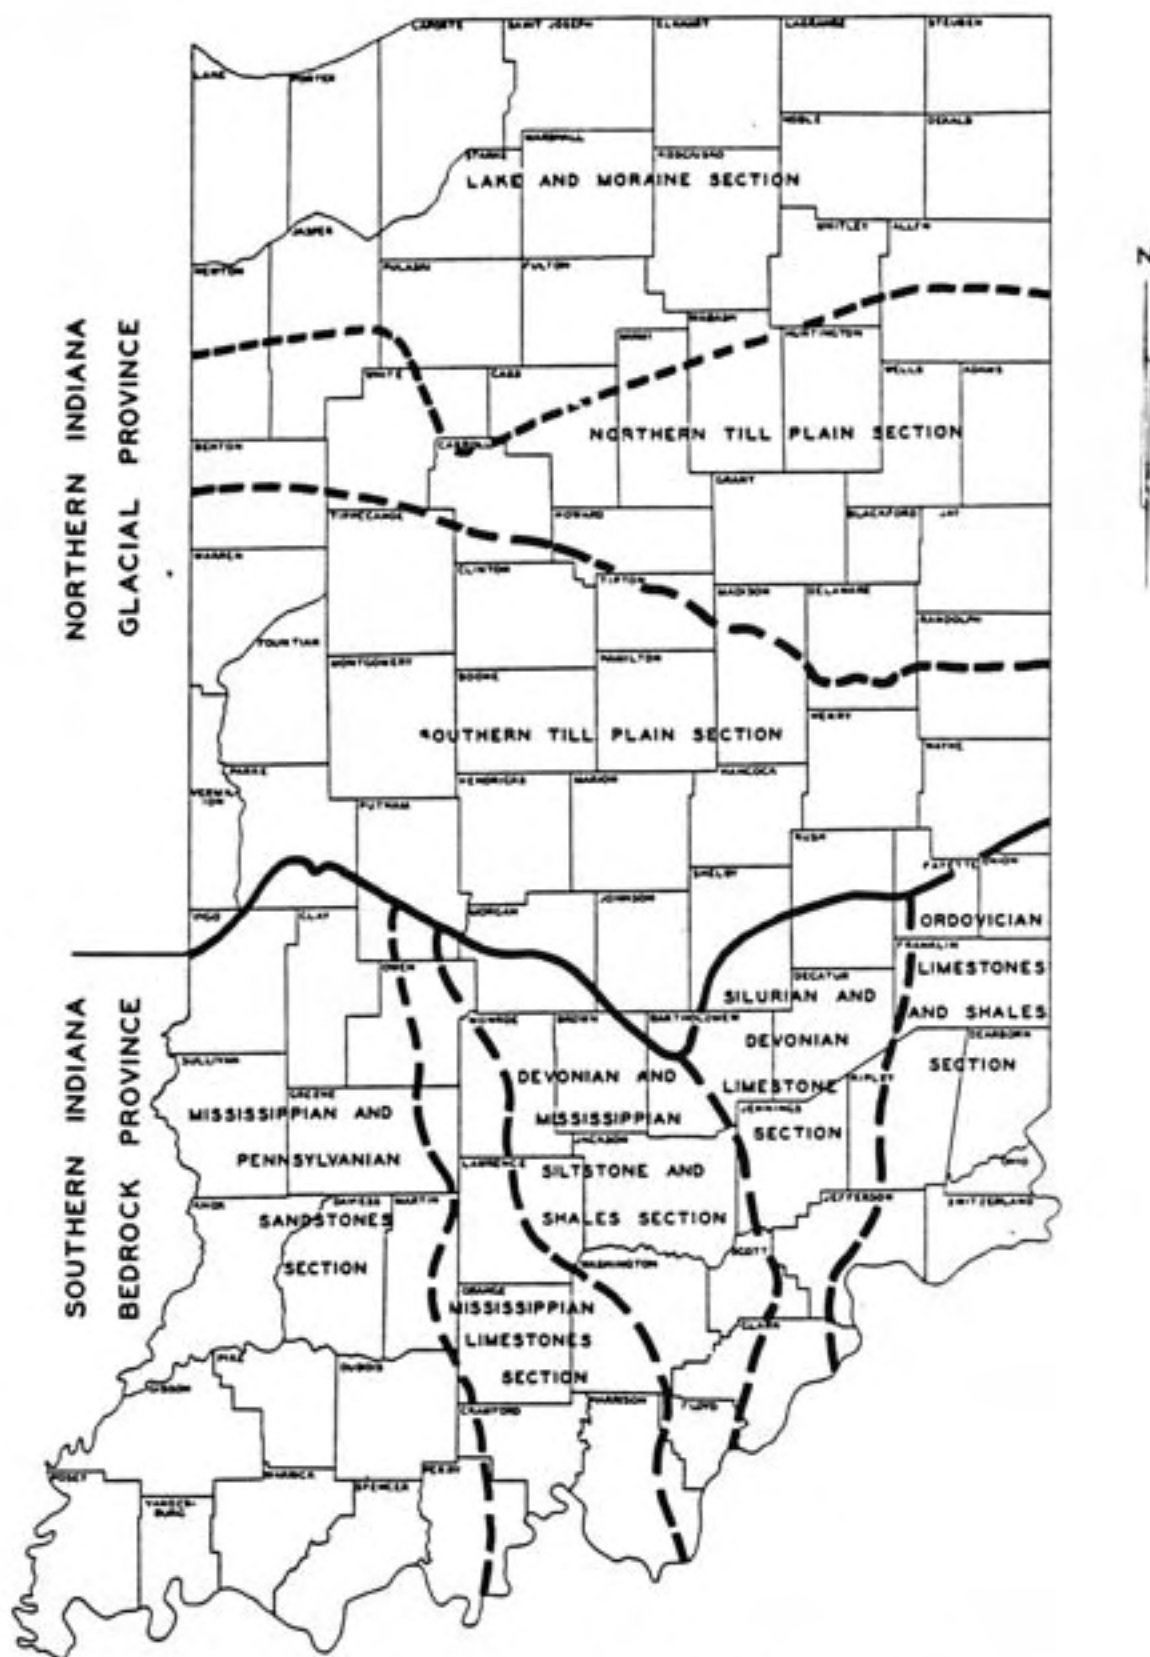 LAPORTE
SAINT JOSEPH
ELKHART
LAGRANGE
STEUBEN
LAKE
PORTER
NOBLE
DEKALB
STARKE
MARSHALL
KOSCIUSKO
LAKE AND MORAINE SECTION
JASPER
WHITLEY
ALLEN
NEWTON
PULASKI
FULTON
N
WABASH
MIAMI
HUNTINGTON
WHITE
CASS
WELLS
ADAMS
NORTHERN INDIANA
GLACIAL PROVINCE
BENTON
CARROLL
NORTHERN TILL PLAIN SECTION
GRANT
TIPPECANOE
HOWARD
BLACKFORD
JAY
WARREN
CLINTON
TIPTON
MADISON
DELAWARE
RANDOLPH
FOUNTIAN
MONTGOMERY
BOONE
HAMILTON
HENRY
SOUTHERN TILL PLAIN SECTION
WAYNE
PARKE
HENDRICKS
MARION
HANCOCK
VERMIL-
ION
PUTNAM
RUSH
FAYETTE
UNION
SHELBY
VIGO
CLAY
MORGAN
JOHNSON
ORDOVICIAN
FRANKLIN
LIMESTONES
OWEN
DECATUR
SILURIAN AND
AND SHALES
MONROE
BROWN
BARTHOLOMEW
DEARBORN
DEVONIAN
SECTION
SULLIVAN
DEVONIAN AND
LIMESTONE
RIPLEY
GREENE
MISSISSIPPIAN AND
MISSISSIPPIAN
JENNINGS
SECTION
JACKSON
PENNSYLVANIAN
LAWRENCE
SILTSTONE AND
OHIO
KNOX
DAVIESS
MARTIN
JEFFERSON
SWITZERLAND
SANDSTONES
SHALES SECTION
SCOTT
SECTION
WASHINGTON
ORANGE
MISSISSIPPIAN
LIMESTONES
SECTION
CLARK
SOUTHERN INDIANA
BEDROCK PROVINCE
PIKE
DUBOIS
GIBSON
CRAWFORD
HARRISON
FLOYD
POSEY
WARRICK
PERRY
SPENCER
VANDER-
BURG